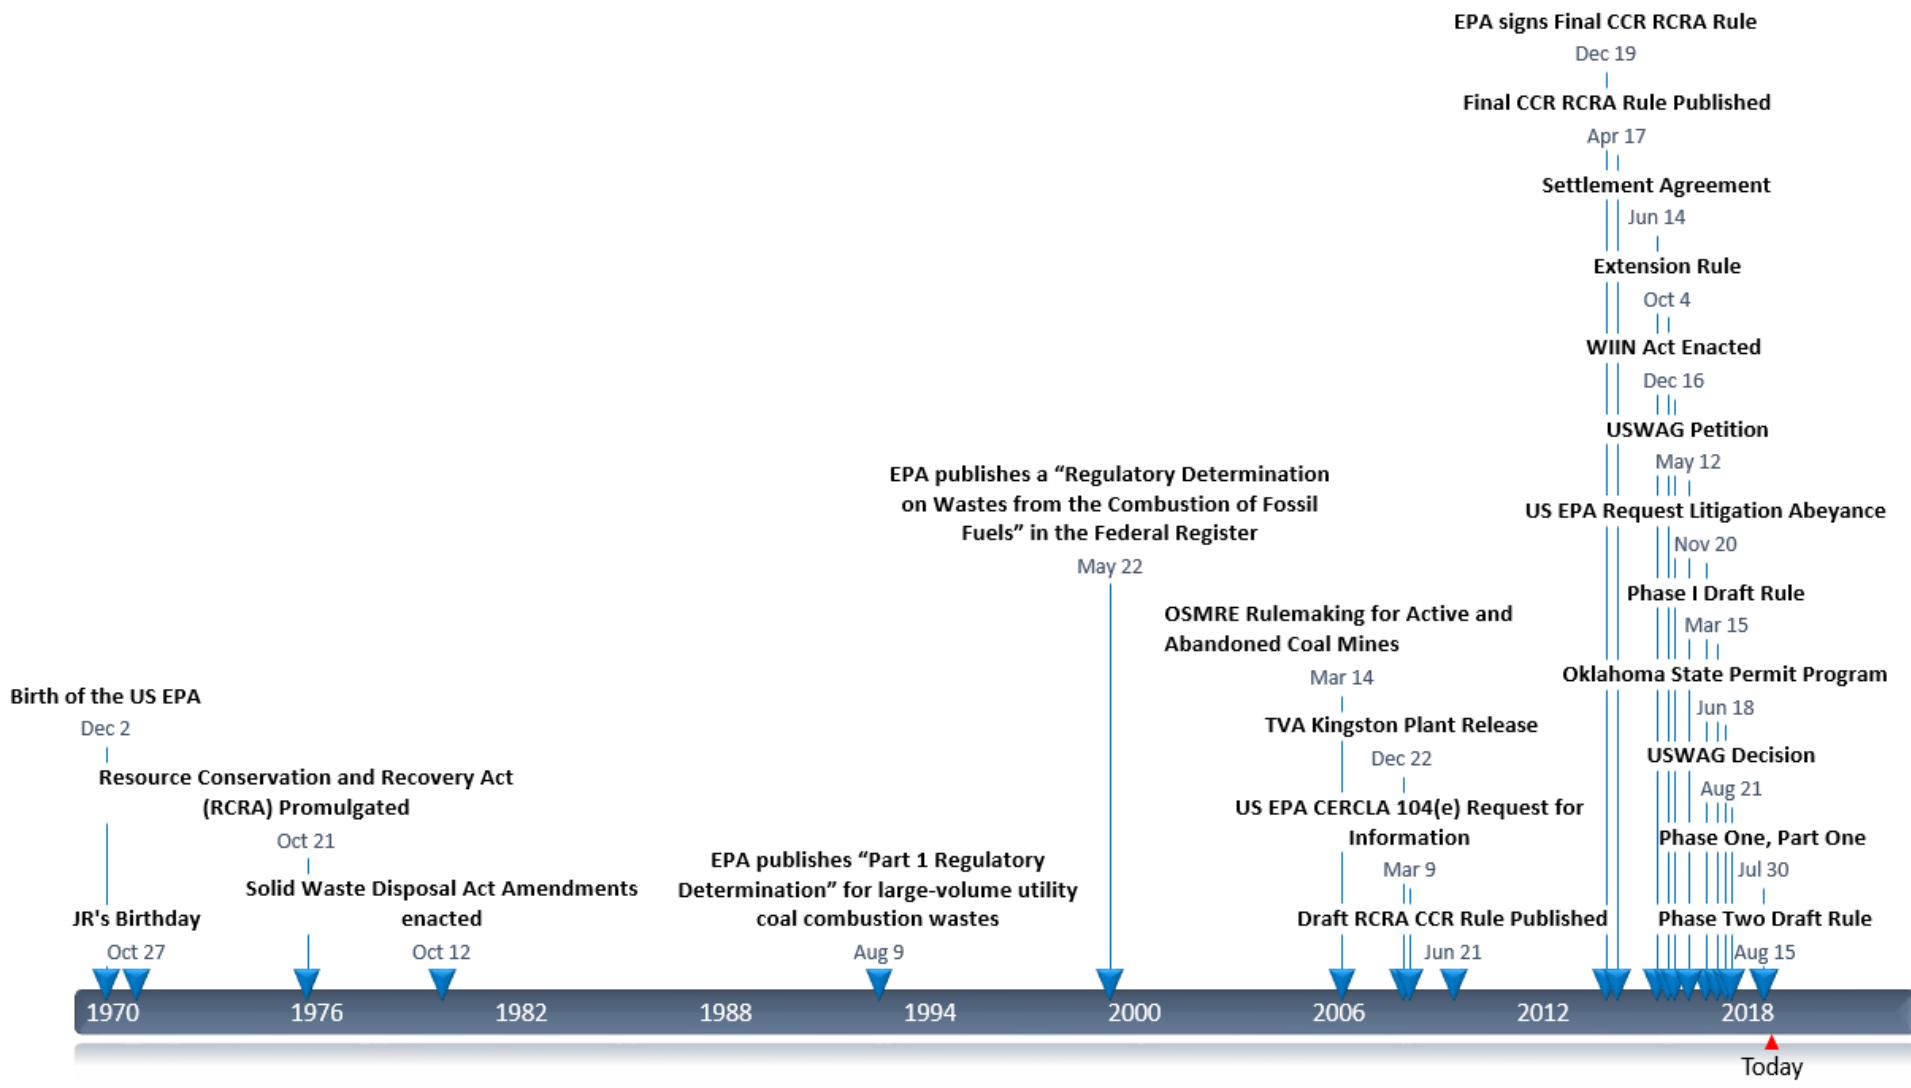 EPA signs Final CCR RCRA Rule
Dec 19
Final CCR RCRA Rule Published
Apr 17
Settlement Agreement
Jun 14
Extension Rule
Oct 4
WIIN Act Enacted
Dec 16
USWAG Petition
May 12
US EPA Request Litigation Abeyance
Nov 20
Phase I Draft Rule
Mar 15
Oklahoma State Permit Program
Jun 18
USWAG Decision
Aug 21
Phase One, Part One
Jul 30
Phase Two Draft Rule
Aug 15
EPA publishes a “Regulatory Determination
on Wastes from the Combustion of Fossil
Fuels” in the Federal Register
May 22
OSMRE Rulemaking for Active and
Abandoned Coal Mines
Mar 14
TVA Kingston Plant Release
Dec 22
US EPA CERCLA 104(e) Request for
Information
Mar 9
Draft RCRA CCR Rule Published
Jun 21
Birth of the US EPA
Dec 2
Resource Conservation and Recovery Act
(RCRA) Promulgated
Oct 21
Solid Waste Disposal Act Amendments
enacted
Oct 12
JR's Birthday
Oct 27
EPA publishes “Part 1 Regulatory
Determination” for large-volume utility
coal combustion wastes
Aug 9
1970 1976 1982 1988 1994 2000 2006 2012 2018
Today